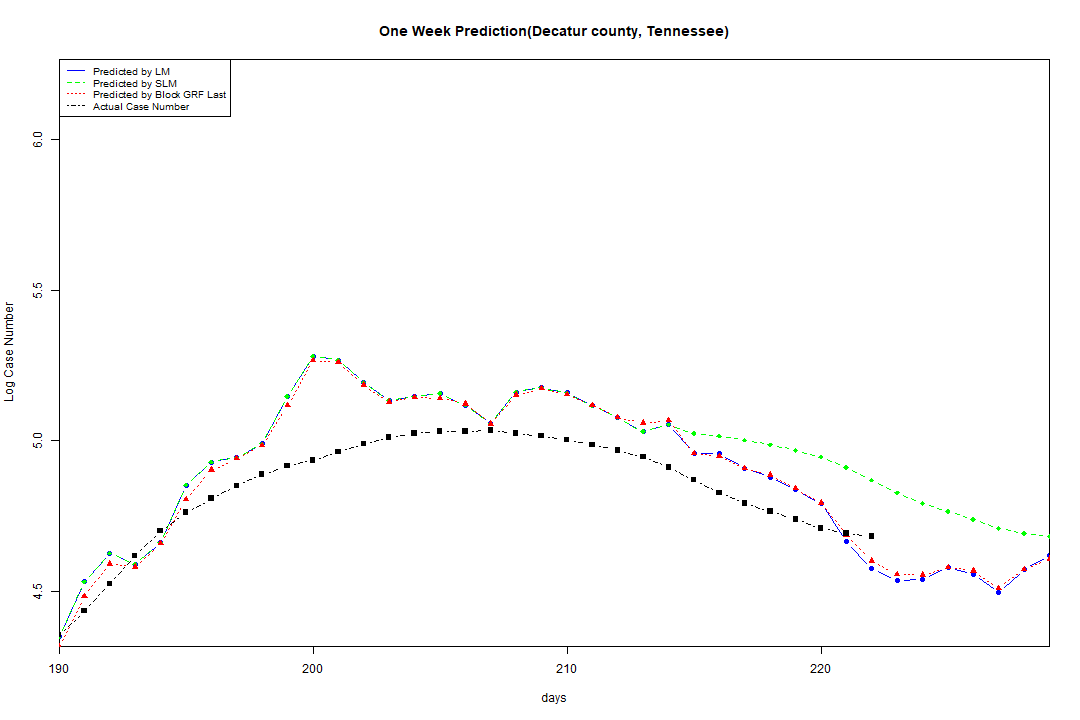 One Week Prediction(Decatur county, Tennessee)
Predicted by LM
Predicted by SLM
Predicted by Block GRF Last
Actual Case Number
6.0
5.5
5.0
4.5
Log Case Number
190 200 210 220
days